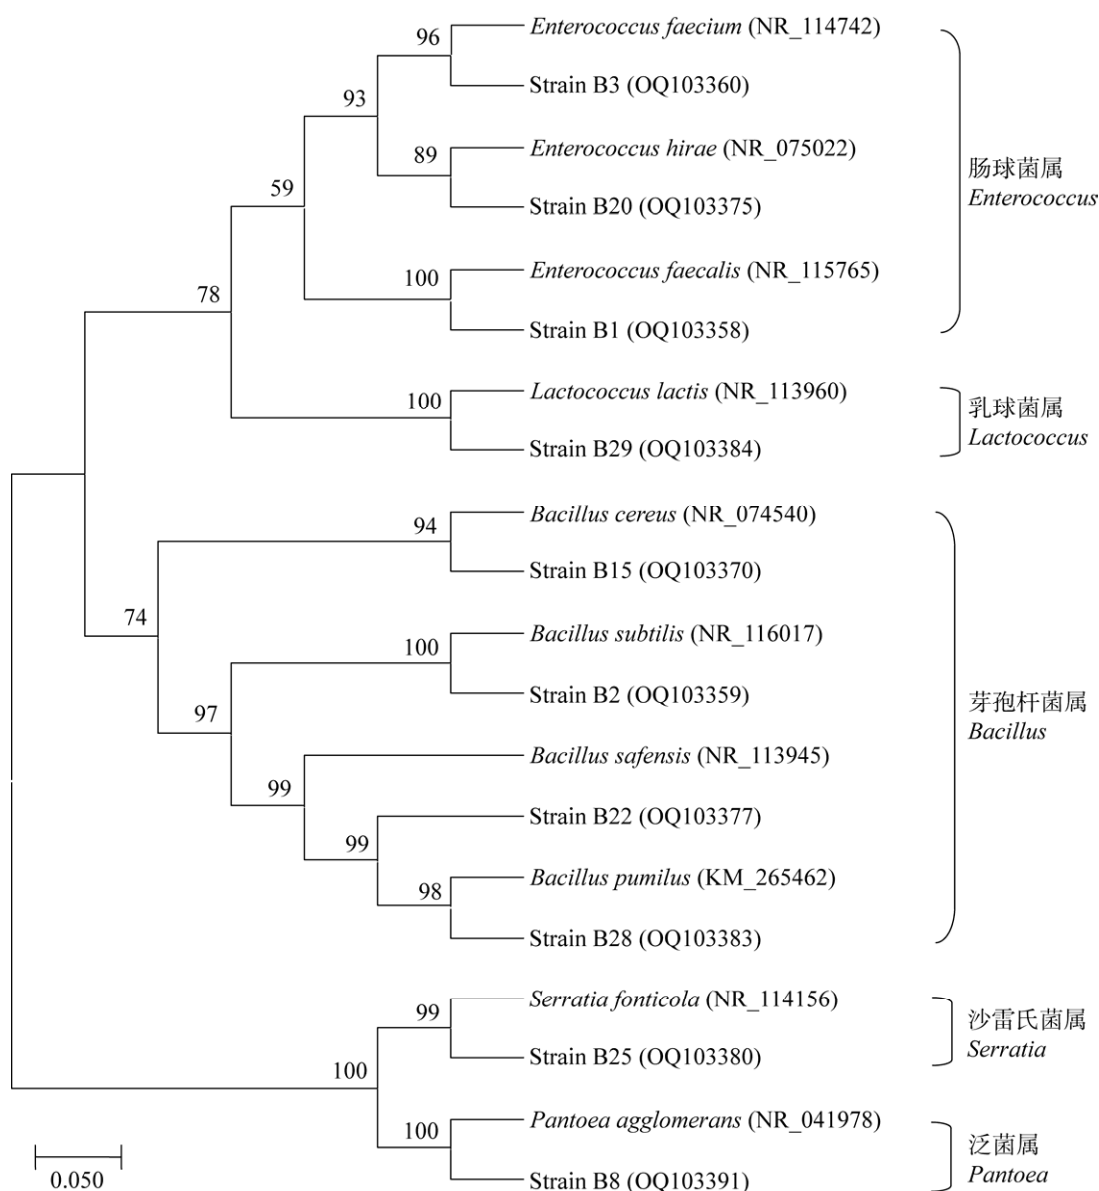 96
Enterococcus faecium (NR_114742)
Strain B3 (OQ103360)
93
89
Enterococcus hirae (NR_075022)
Strain B20 (OQ103375)
肠球菌属
Enterococcus
59
100
Enterococcus faecalis (NR_115765)
Strain B1 (OQ103358)
78
100
Lactococcus lactis (NR_113960)
Strain B29 (OQ103384)
乳球菌属
Lactococcus
94
Bacillus cereus (NR_074540)
Strain B15 (OQ103370)
74
100
Bacillus subtilis (NR_116017)
Strain B2 (OQ103359)
芽孢杆菌属
Bacillus
97
99
Bacillus safensis (NR_113945)
Strain B22 (OQ103377)
99
98
Bacillus pumilus (KM_265462)
Strain B28 (OQ103383)
99
Serratia fonticola (NR_114156)
Strain B25 (OQ103380)
沙雷氏菌属
Serratia
100
100
Pantoea agglomerans (NR_041978)
Strain B8 (OQ103391)
泛菌属
Pantoea
0.050